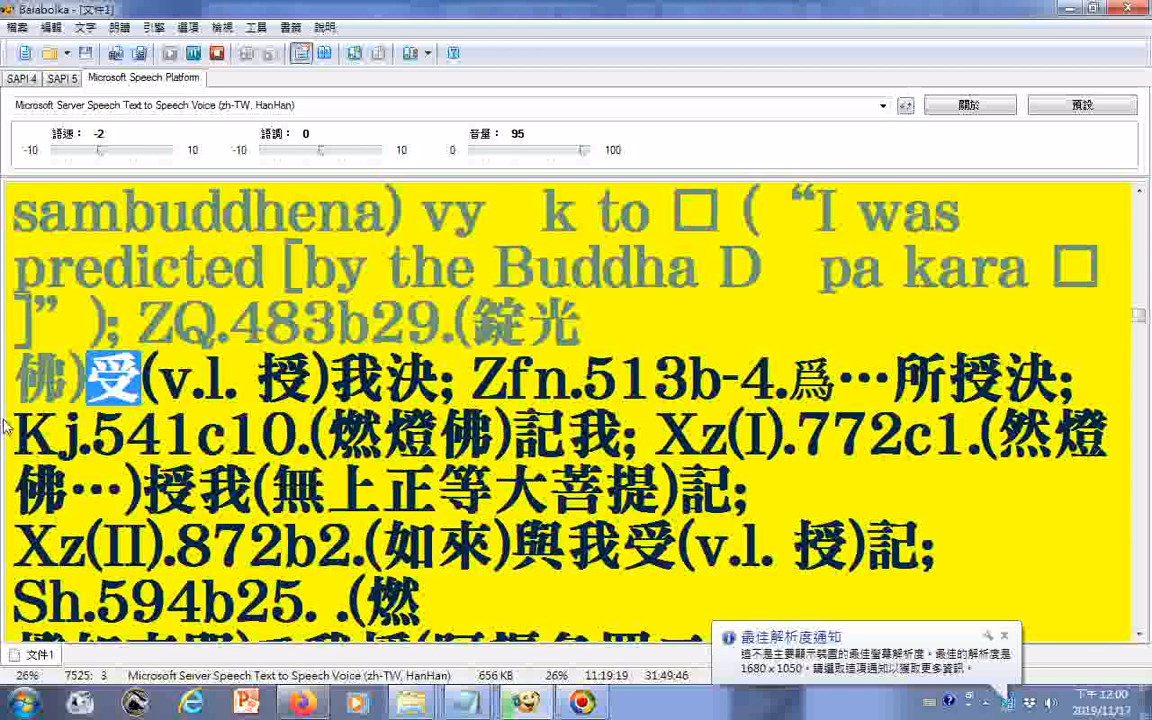 Balabolka - [文件1]
檔案 編輯 文字 朗讀 引擎 選項 檢視 工具 書籤 說明
SAPI 4 SAPI 5 Microsoft Speech Platform
Microsoft Server Speech Text to Speech Voice (zh-TW, HanHan) 關於 預設
語速： -2 語調： 0 音量： 95
-10 10 -10 10 0 100
sambuddhena) vy k to □ (“I was
predicted [by the Buddha D pa kara □
]”); ZQ.483b29.(錠光
佛)受(v.l. 授)我決; Zfn.513b-4.爲…所授決;
Kj.541c10.(燃燈佛)記我; Xz(I).772c1.(然燈
佛…)授我(無上正等大菩提)記;
Xz(II).872b2.(如來)與我受(v.l. 授)記;
Sh.594b25. .(燃
最佳解析度通知
這不是主要顯示裝置的最佳螢幕解析度。最佳的解析度是
1680 x 1050。請選取這項通知以獲取更多資訊。
文件1
26% 7525: 3 Microsoft Server Speech Text to Speech Voice (zh-TW, HanHan) 656 KB 26% 11:19:19 31:49:46
下午 12:00
2019/11/17